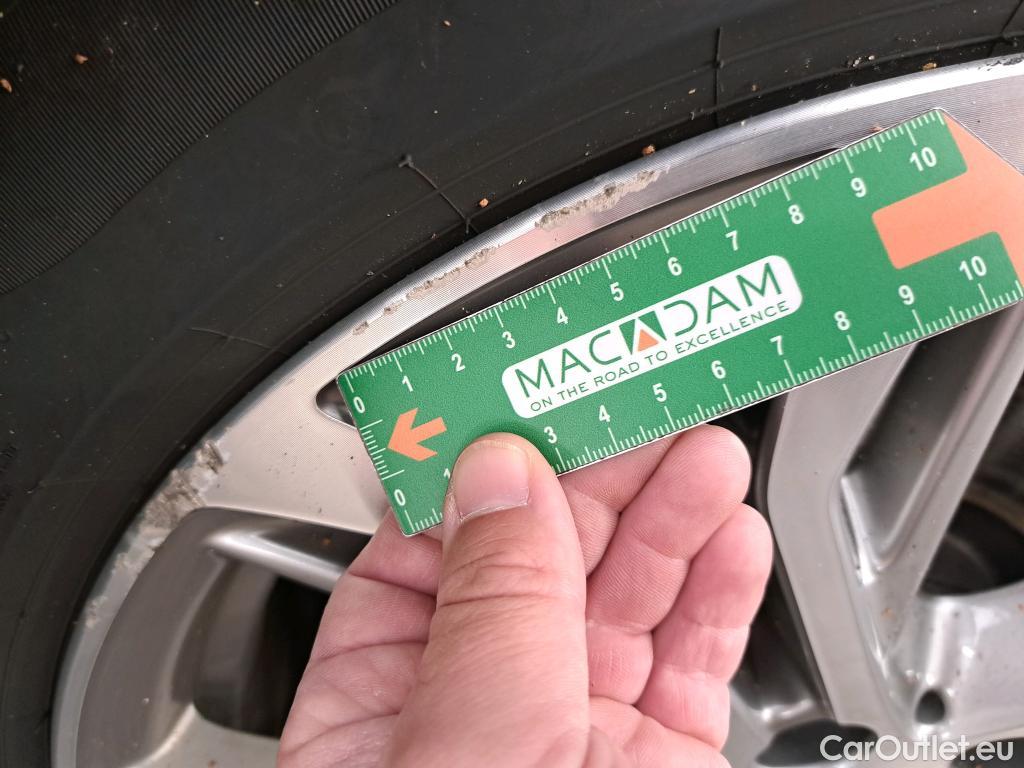 0 1 2 3 4 5 6 7 8 9 10
MACADAM
ON THE ROAD TO EXCELLENCE
0 1 3 4 5 6 7 8 9 10
CarOutlet.eu